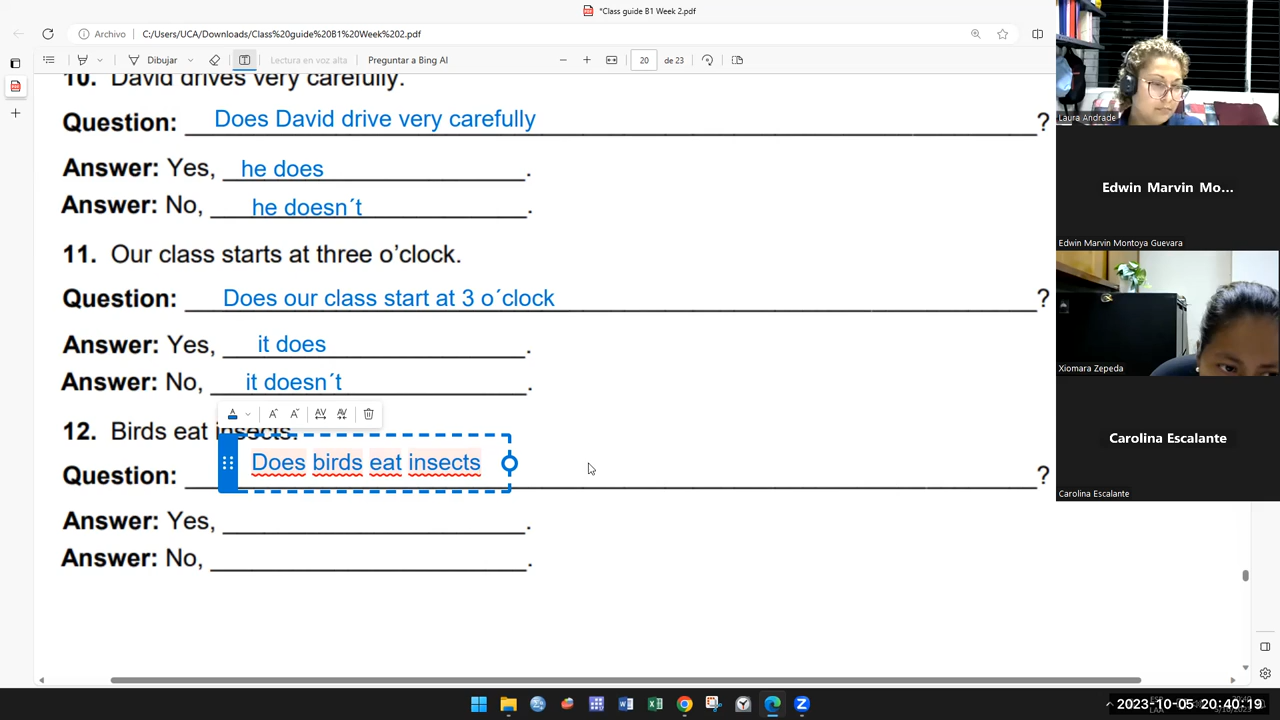 *Class guide B1 Week 2.pdf
Archivo
C:/Users/UCA/Downloads/Class%20guide%20B1%20Week%202.pdf
Dibujar
Lectura en voz alta
Preguntar a Bing AI
20
de 23
10. David drives very carefully.
Question: Does David drive very carefully ?
Answer: Yes, he does .
Answer: No, he doesn´t .
11. Our class starts at three o’clock.
Question: Does our class start at 3 o´clock ?
Answer: Yes, it does .
Answer: No, it doesn´t .
12. Birds eat insects.
Question: Does birds eat insects ?
Answer: Yes, .
Answer: No, .
Laura Andrade
Edwin Marvin Mo...
Edwin Marvin Montoya Guevara
Xiomara Zepeda
Carolina Escalante
Carolina Escalante
2023-10-05 20:40:19